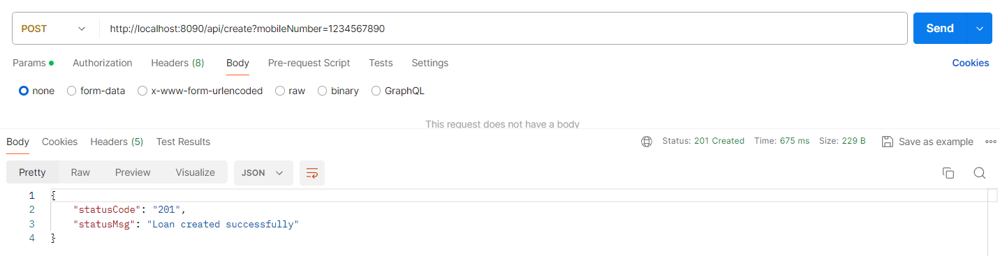 POST http://localhost:8090/api/create?mobileNumber=1234567890 Send
Params Authorization Headers (8) Body Pre-request Script Tests Settings Cookies
none form-data x-www-form-urlencoded raw binary GraphQL
This request does not have a body
Body Cookies Headers (5) Test Results Status: 201 Created Time: 675 ms Size: 229 B Save as example
Pretty Raw Preview Visualize JSON
1 {
2 "statusCode": "201",
3 "statusMsg": "Loan created successfully"
4 }